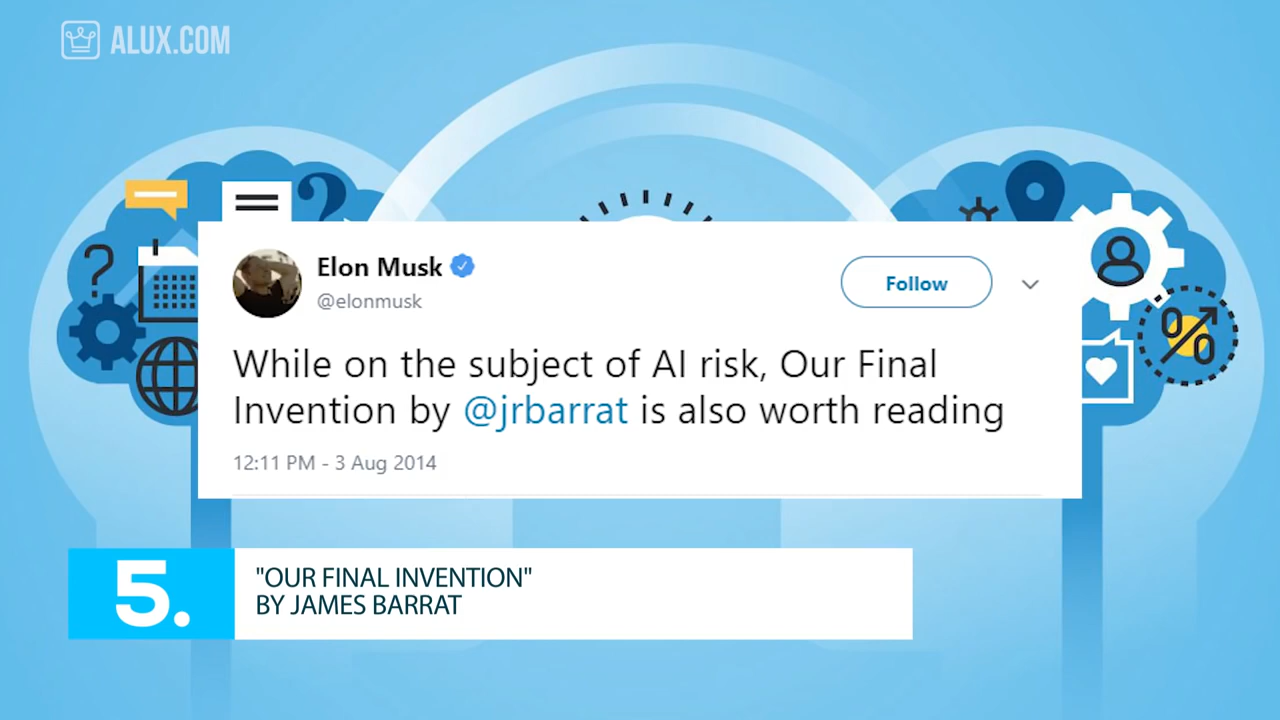 ALUX.COM
Elon Musk
@elonmusk
Follow
While on the subject of AI risk, Our Final
Invention by @jrbarrat is also worth reading
12:11 PM - 3 Aug 2014
5.
"OUR FINAL INVENTION"
BY JAMES BARRAT